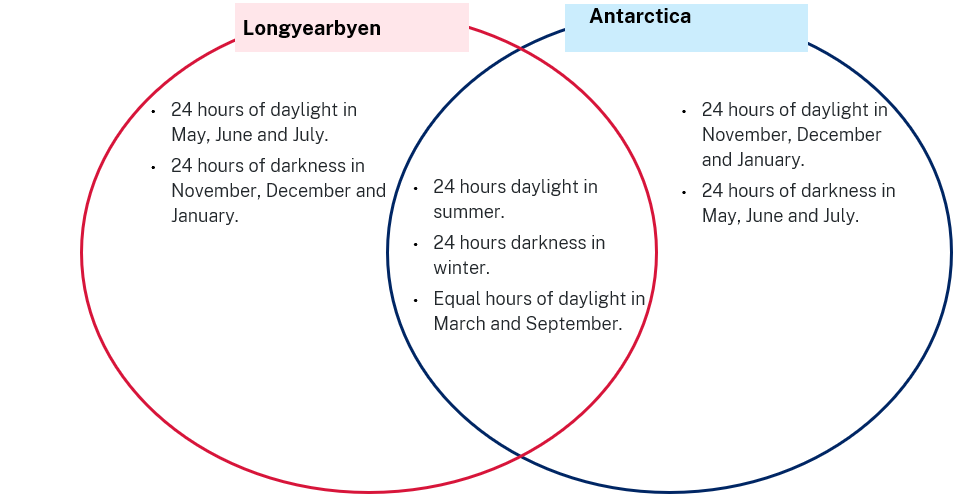 Longyearbyen
Antarctica
• 24 hours of daylight in
May, June and July.
• 24 hours of darkness in
November, December and
January.
• 24 hours daylight in
summer.
• 24 hours darkness in
winter.
• Equal hours of daylight in
March and September.
• 24 hours of daylight in
November, December
and January.
• 24 hours of darkness in
May, June and July.